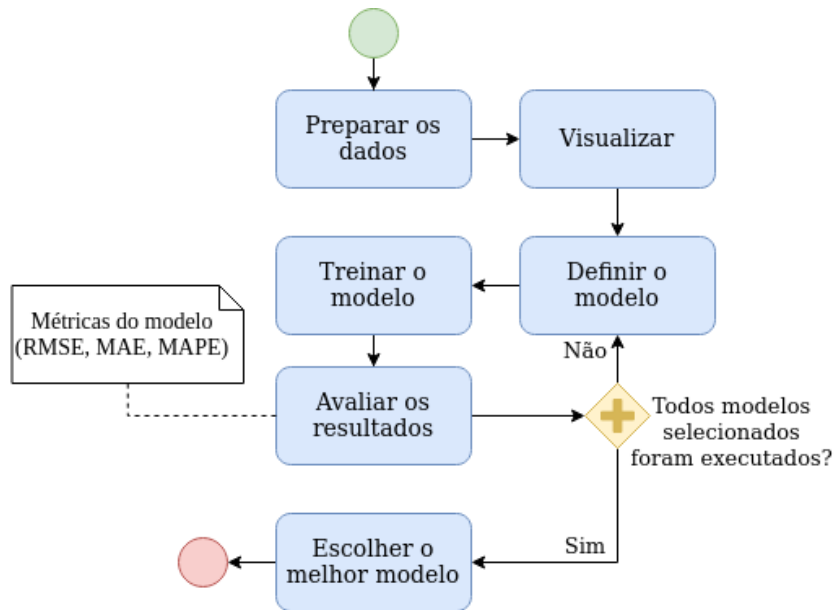 Preparar os
dados
Visualizar
Definir o
modelo
Treinar o
modelo
Métricas do modelo
(RMSE, MAE, MAPE)
Avaliar os
resultados
Não
Todos modelos
selecionados
foram executados?
Sim
Escolher o
melhor modelo